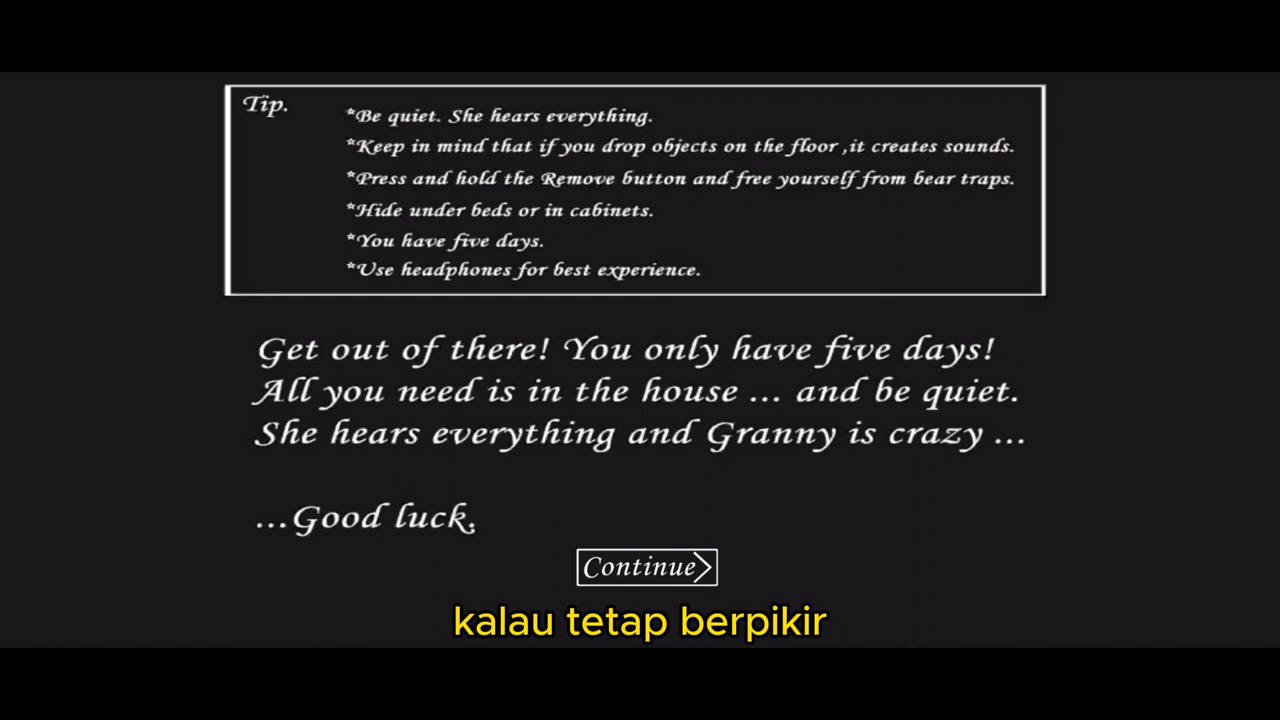 Tip.
*Be quiet. She hears everything.
*Keep in mind that if you drop objects on the floor ,it creates sounds.
*Press and hold the Remove button and free yourself from bear traps.
*Hide under beds or in cabinets.
*You have five days.
*Use headphones for best experience.
Get out of there! You only have five days!
All you need is in the house ... and be quiet.
She hears everything and Granny is crazy ...
...Good luck.
Continue
kalau tetap berpikir